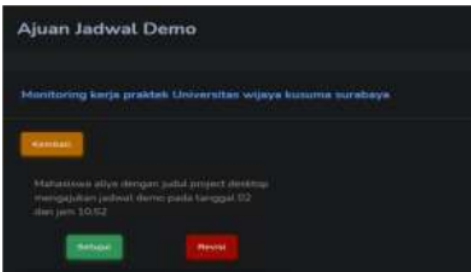 Ajuan Jadwal Demo
Monitoring kerja praktek Universitas wijaya kusuma surabaya
Kembali
Mahasiswa aliya dengan judul project desktop
mengajukan jadwal demo pada tanggal 02
dan jam 10:52
Setujui
Revisi